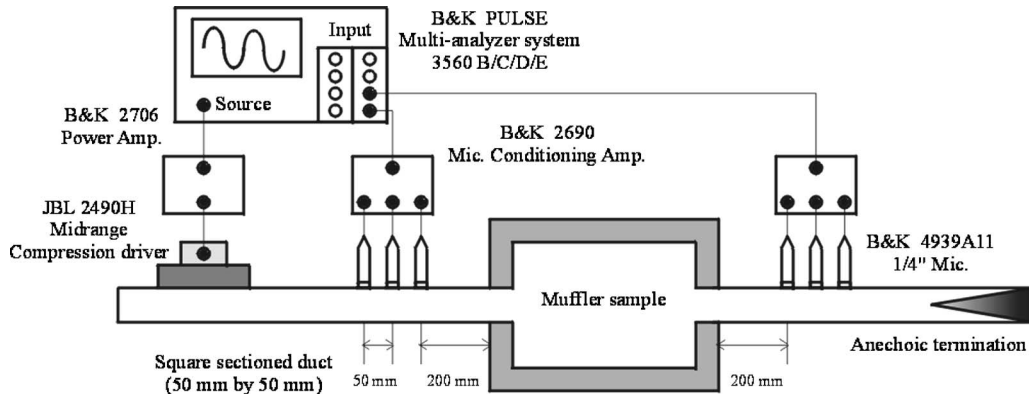 B&K PULSE
Multi-analyzer system
3560 B/C/D/E
Input
Source
B&K 2706
Power Amp.
B&K 2690
Mic. Conditioning Amp.
JBL 2490H
Midrange
Compression driver
B&K 4939A11
1/4" Mic.
Muffler sample
Anechoic termination
Square sectioned duct
(50 mm by 50 mm)
50 mm
200 mm
200 mm